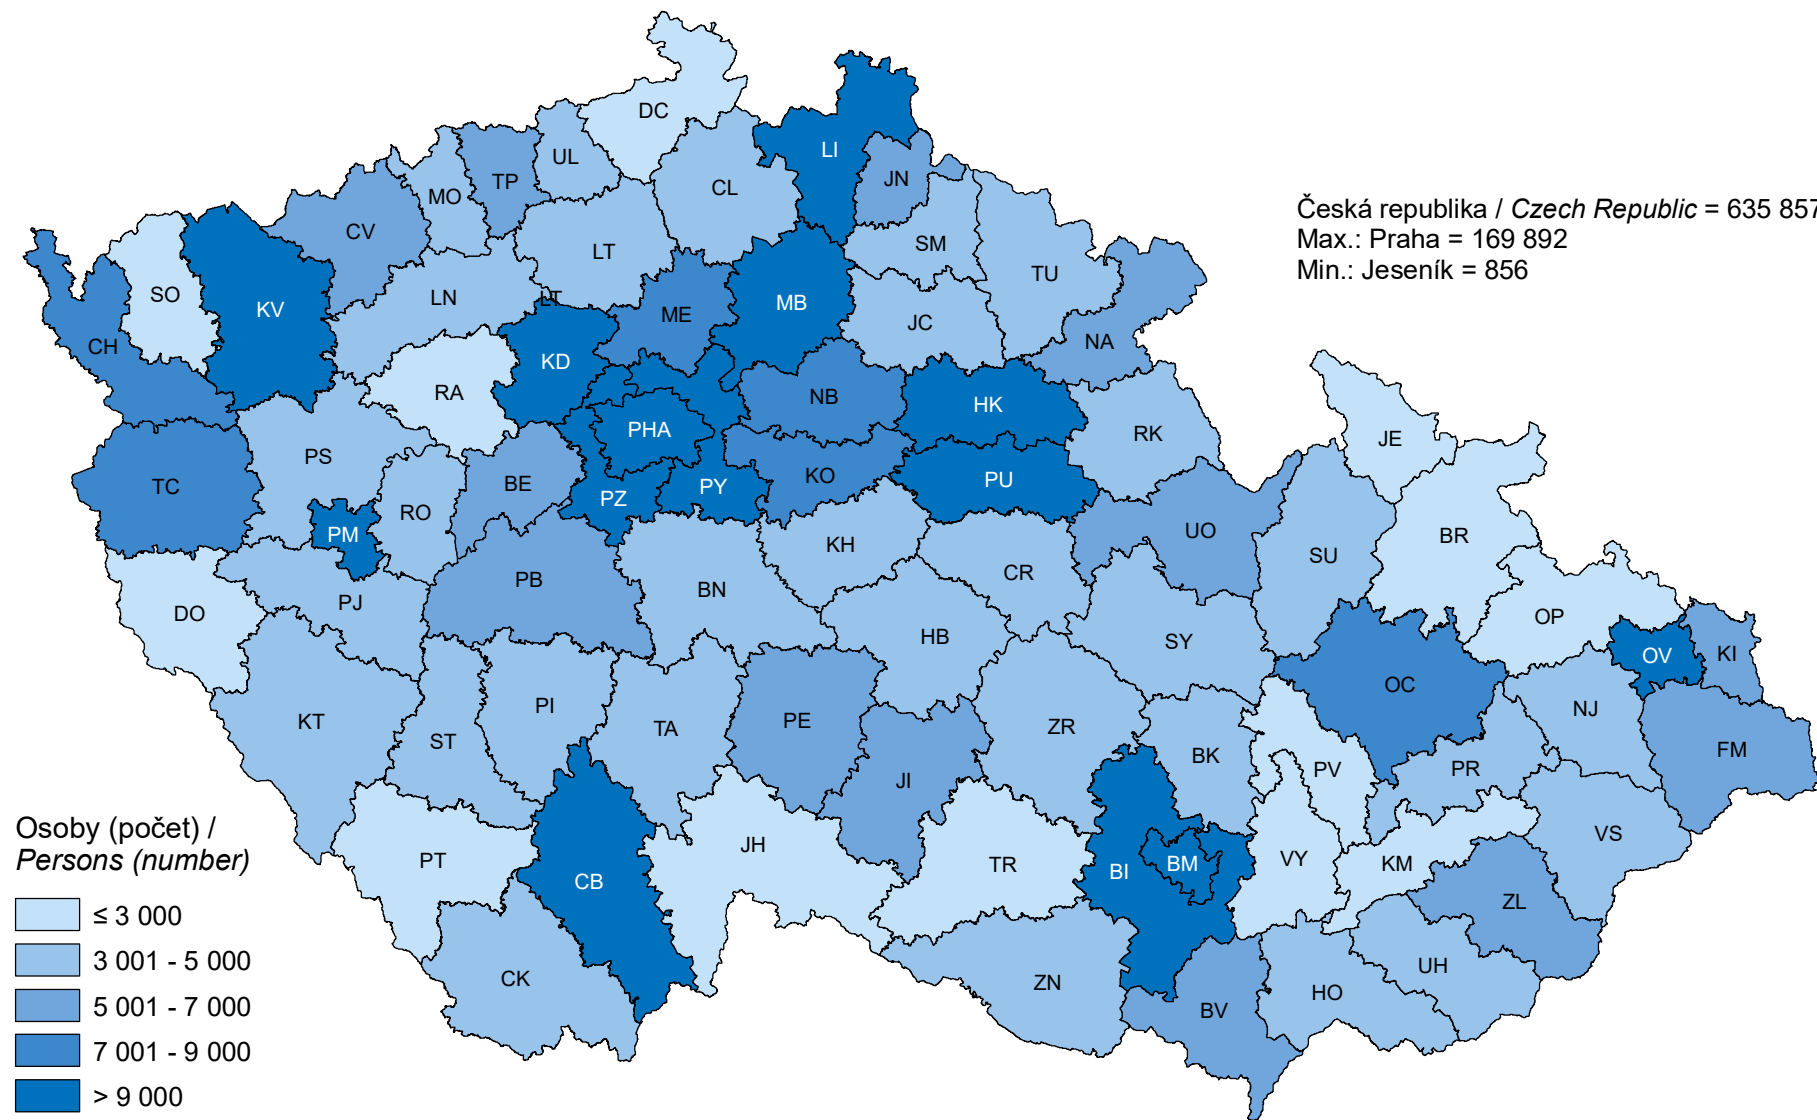 DC
LI
UL
TP
JN
CL
MO
CV
SM
LT
TU
SO
LN
LT
KV
MB
ME
JC
CH
NA
KD
RA
NB
HK
PHA
RK
JE
PS
TC
BE
KO
PU
PZ
PY
RO
PM
UO
BR
KH
SU
CR
PB
BN
PJ
DO
OP
HB
SY
OV
KI
OC
PI
KT
TA
PE
ZR
NJ
ST
BK
FM
PV
PR
JI
VS
JH
PT
TR
BM
VY
KM
CB
BI
ZL
UH
CK
ZN
HO
BV
Česká republika / Czech Republic = 635 857
Max.: Praha = 169 892
Min.: Jeseník = 856
Osoby (počet) /
Persons (number)
≤ 3 000
3 001 - 5 000
5 001 - 7 000
7 001 - 9 000
> 9 000